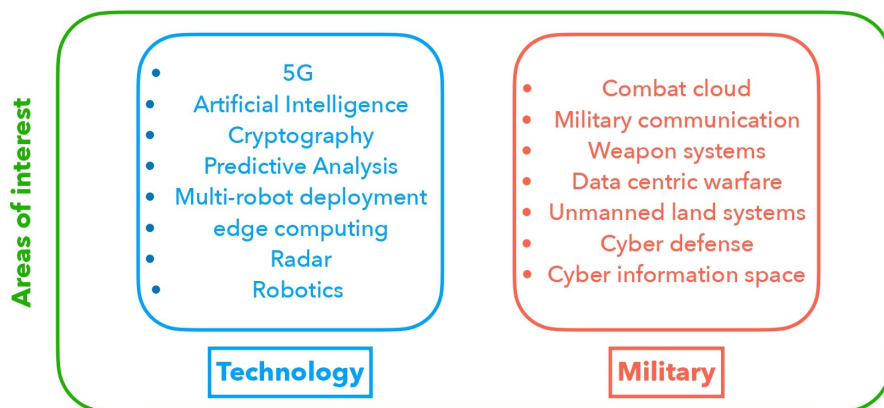 Areas of interest
• 5G
• Artificial Intelligence
• Cryptography
• Predictive Analysis
• Multi-robot deployment
• edge computing
• Radar
• Robotics
Technology
• Combat cloud
• Military communication
• Weapon systems
• Data centric warfare
• Unmanned land systems
• Cyber defense
• Cyber information space
Military